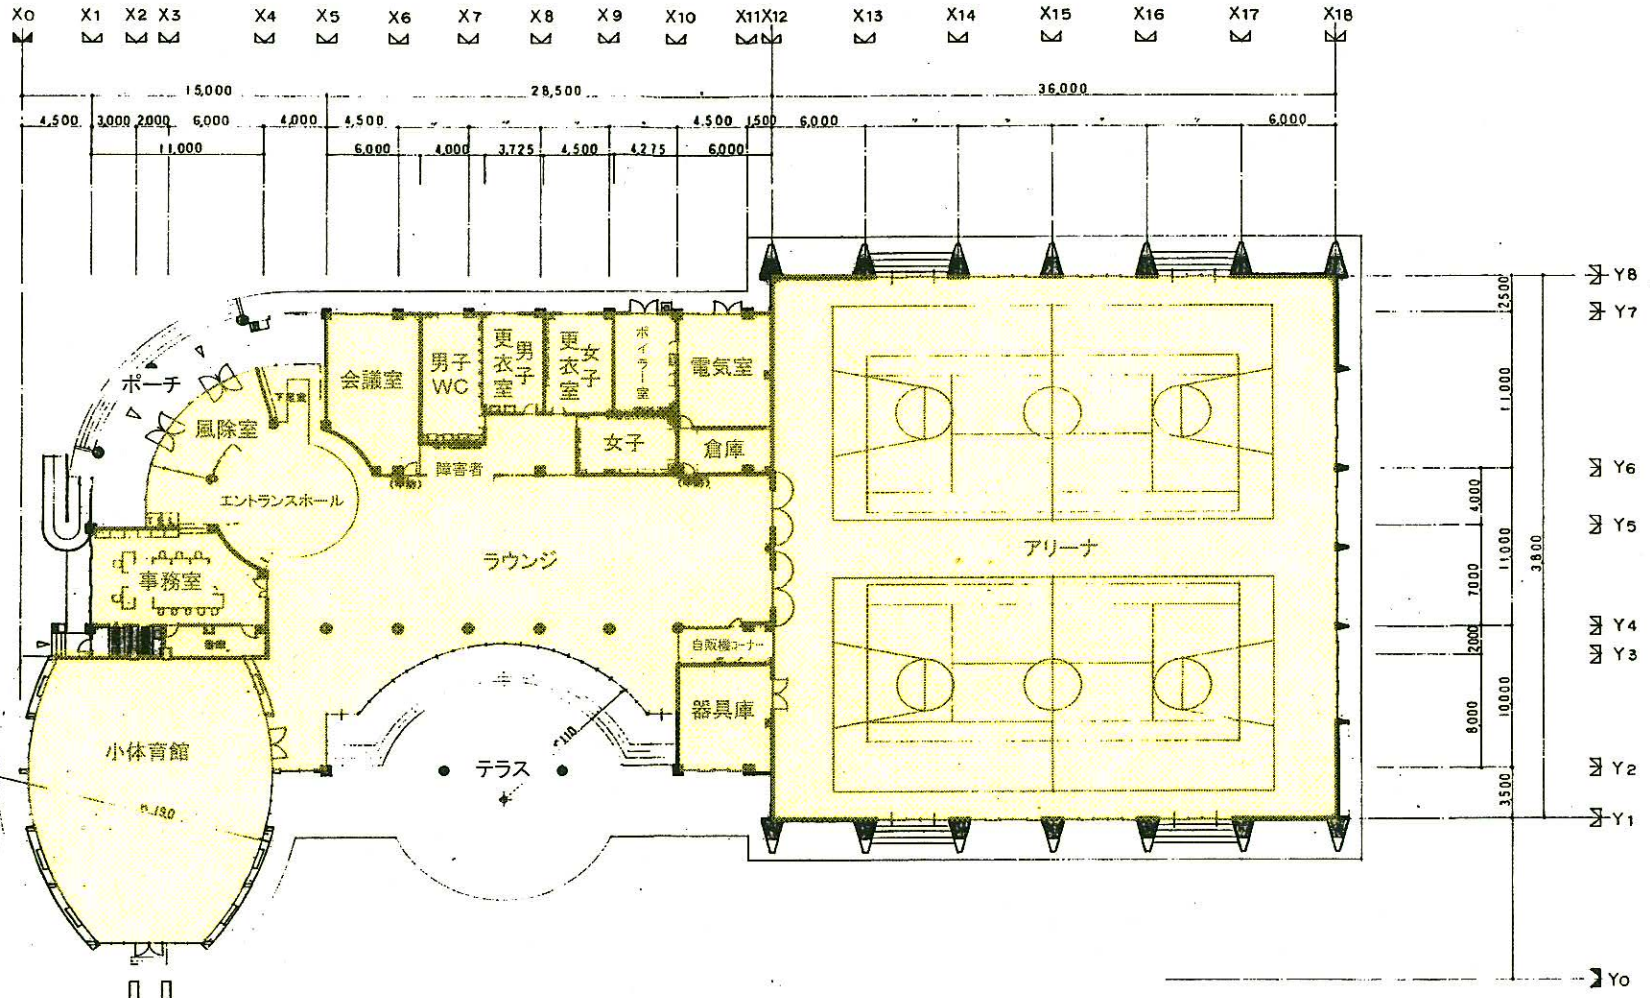 X0 X1 X2 X3 X4 X5 X6 X7 X8 X9 X10 X11 X12 X13 X14 X15 X16 X17 X18
15,000 28,500 36,000
4,500 3,000 2,000 6,000 4,000 4,500 〃 〃 〃 〃 4.500 1,500 6,000 〃 〃 〃 〃 6,000
11,000 6,000 4,000 3,725 4,500 4,275 6,000
Y8
2500
Y7
ポーチ
会議室
男子
WC
男子
更衣室
女子
更衣室
ボイラー室
電気室
11,000
風除室
女子
倉庫
障害者
Y6
エントランスホール
4,000
Y5
ラウンジ
アリーナ
11,000
3,800
事務室
7,000
Y4
自販機コーナー
2,000
Y3
器具庫
10,000
8,000
小体育館
テラス
Y2
3,500
Y1
Y0